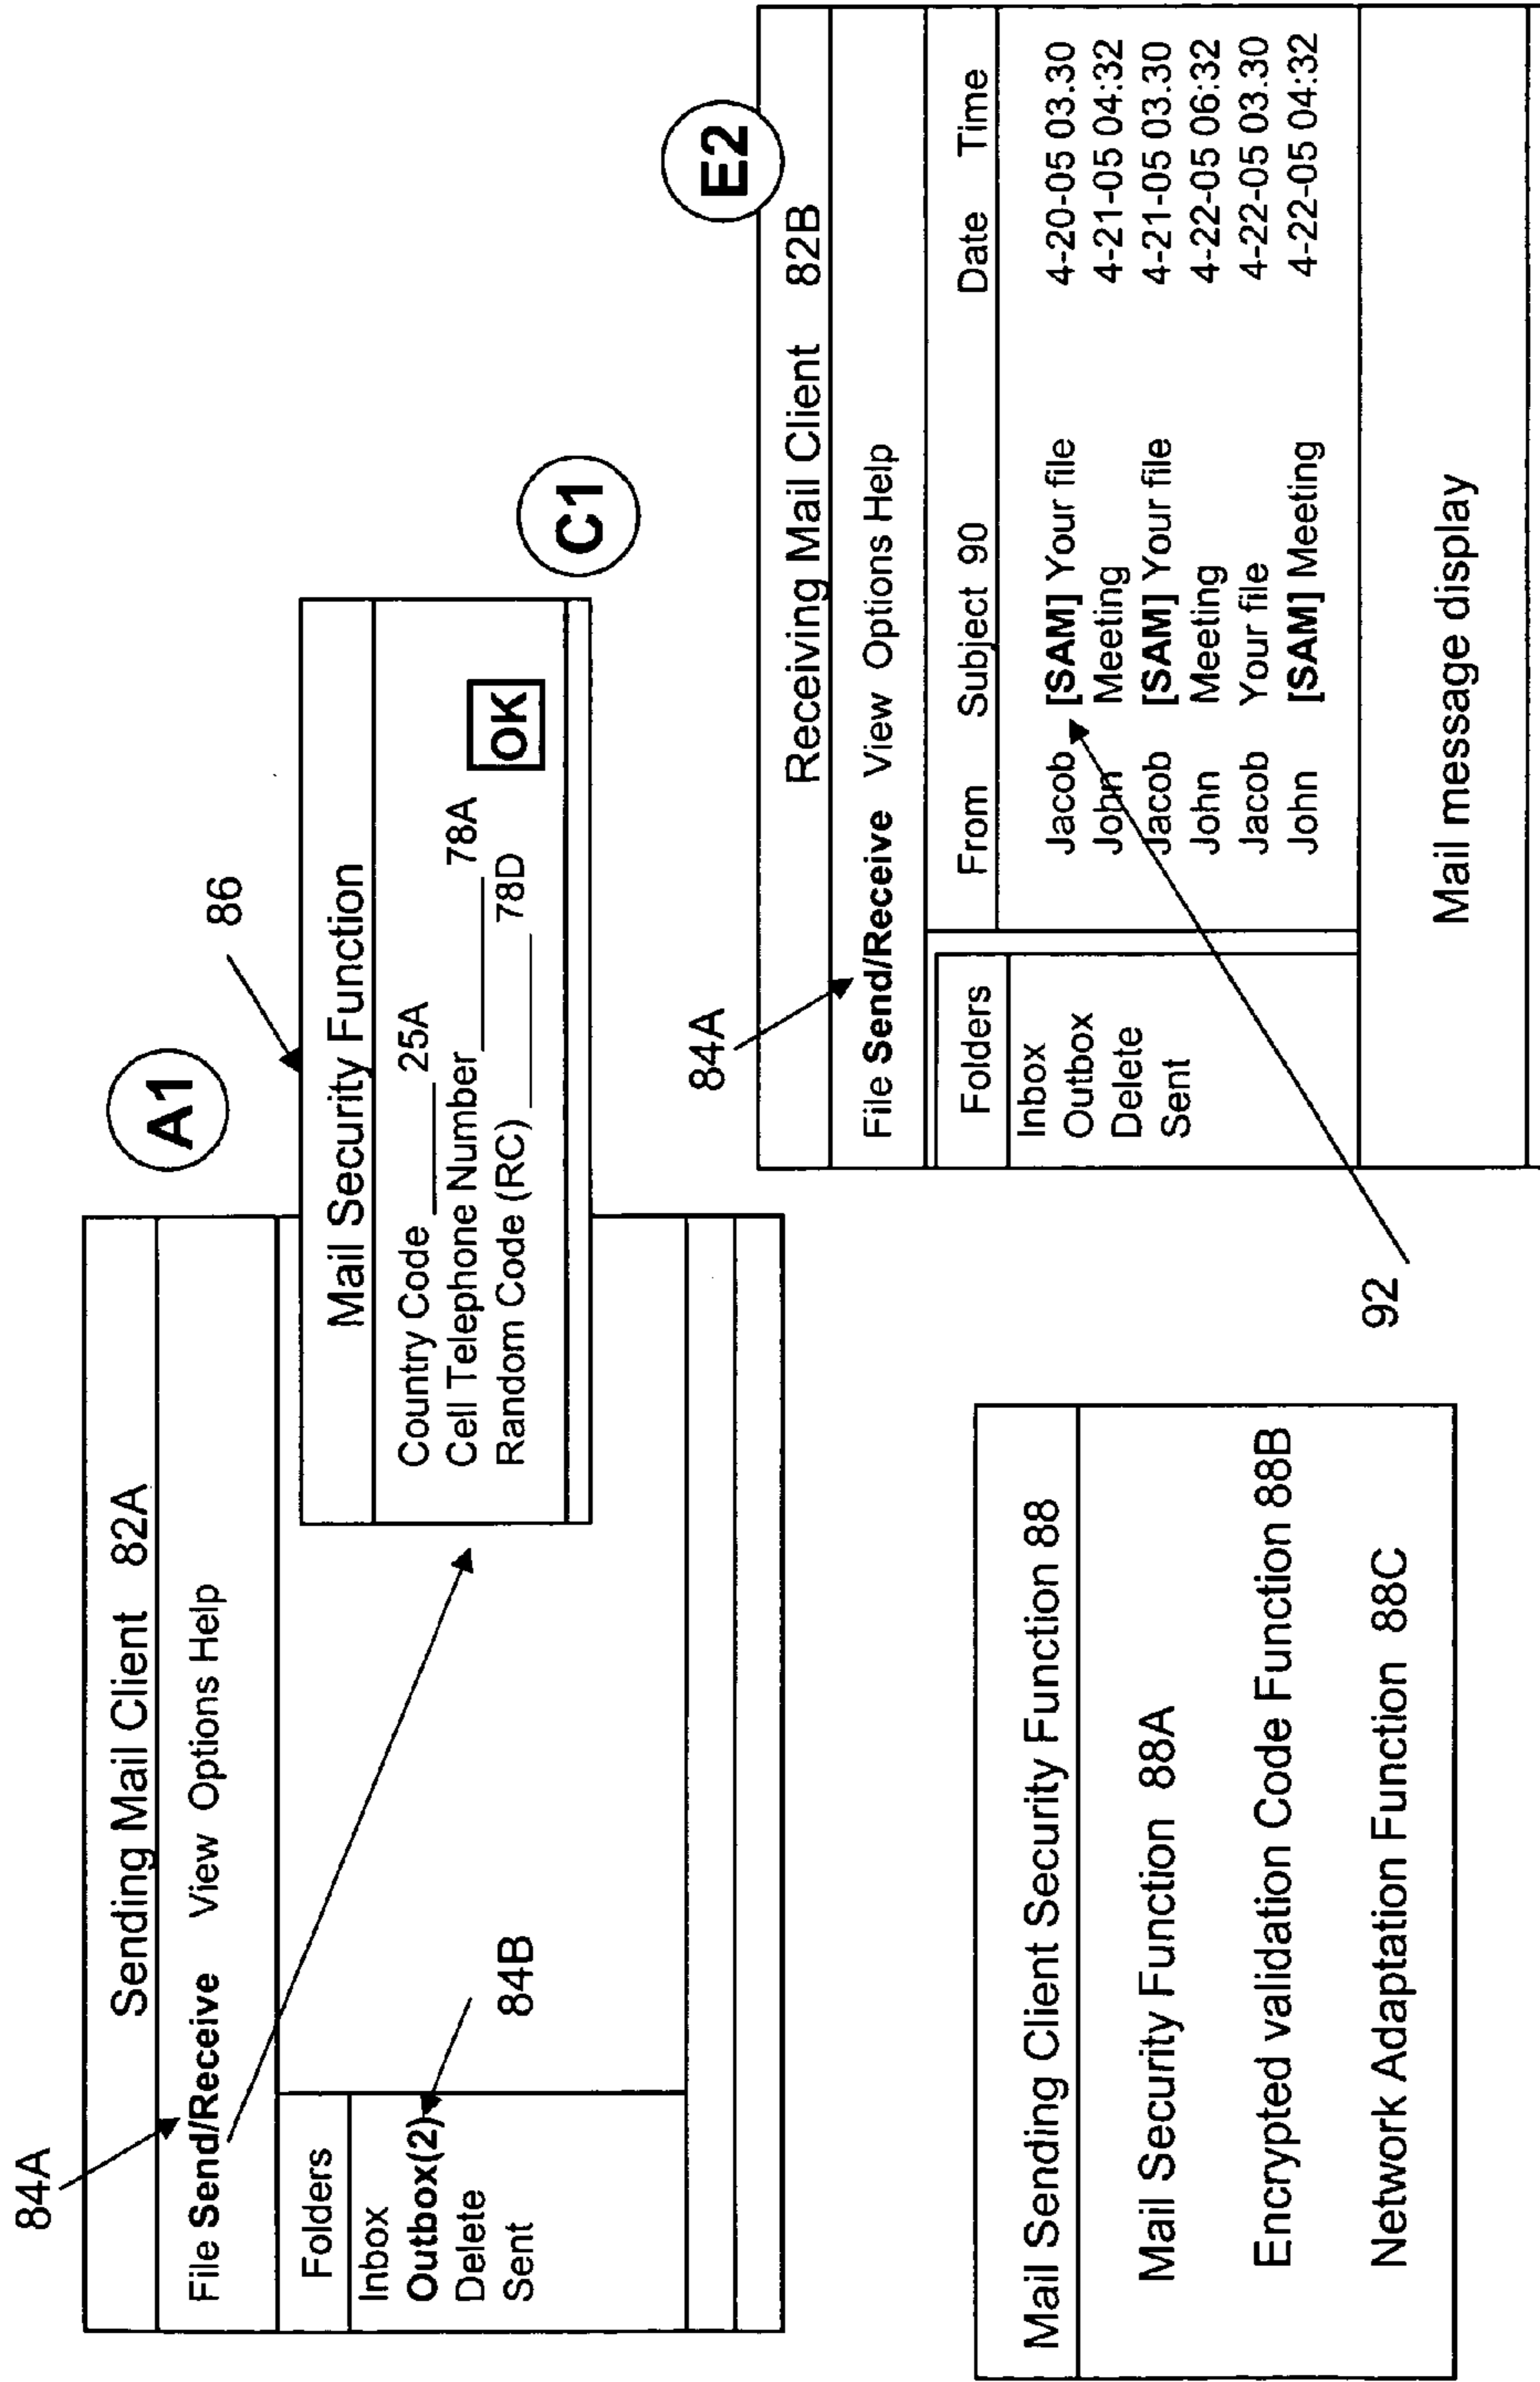 84A
A1
Sending Mail Client 82A
File Send/Receive View Options Help
Folders
Inbox
Outbox(2)
Delete
Sent
84B
86
Mail Security Function
Country Code ____ 25A
Cell Telephone Number ________ 78A
Random Code (RC) ________ 78D
OK
C1
Mail Sending Client Security Function 88
Mail Security Function 88A
Encrypted validation Code Function 88B
Network Adaptation Function 88C
84A
E2
Receiving Mail Client 82B
File Send/Receive View Options Help
Folders
Inbox
Outbox
Delete
Sent
From Subject 90 Date Time
Jacob [SAM] Your file 4-20-05 03.30
John Meeting 4-21-05 04:32
Jacob [SAM] Your file 4-21-05 03.30
John Meeting 4-22-05 06:32
Jacob Your file 4-22-05 03.30
John [SAM] Meeting 4-22-05 04:32
Mail message display
92